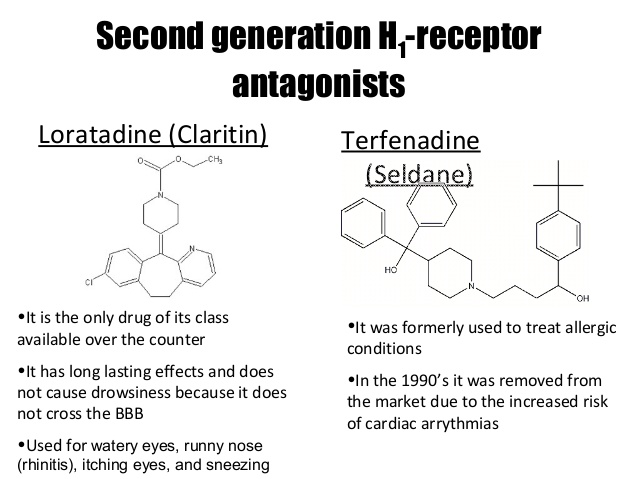 Second generation H1-receptor
antagonists
Loratadine (Claritin)
O
O
CH3
N
N
Cl
•It is the only drug of its class
available over the counter
•It has long lasting effects and does
not cause drowsiness because it does
not cross the BBB
•Used for watery eyes, runny nose
(rhinitis), itching eyes, and sneezing
Terfenadine
(Seldane)
HO
N
OH
•It was formerly used to treat allergic
conditions
•In the 1990’s it was removed from
the market due to the increased risk
of cardiac arrythmias